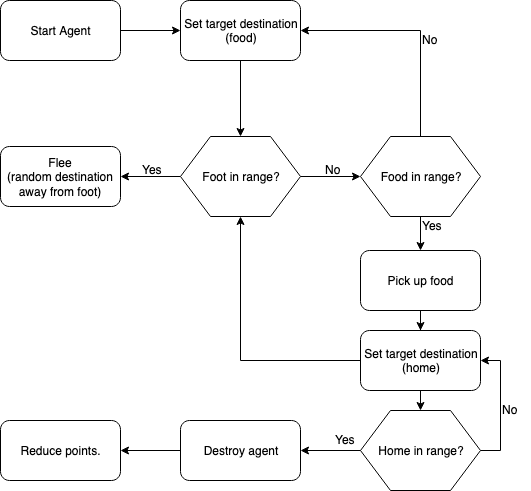 Start Agent
Set target destination
(food)
No
Flee
(random destination
away from foot)
Yes
Foot in range?
No
Food in range?
Yes
Pick up food
Set target destination
(home)
No
Reduce points.
Destroy agent
Yes
Home in range?